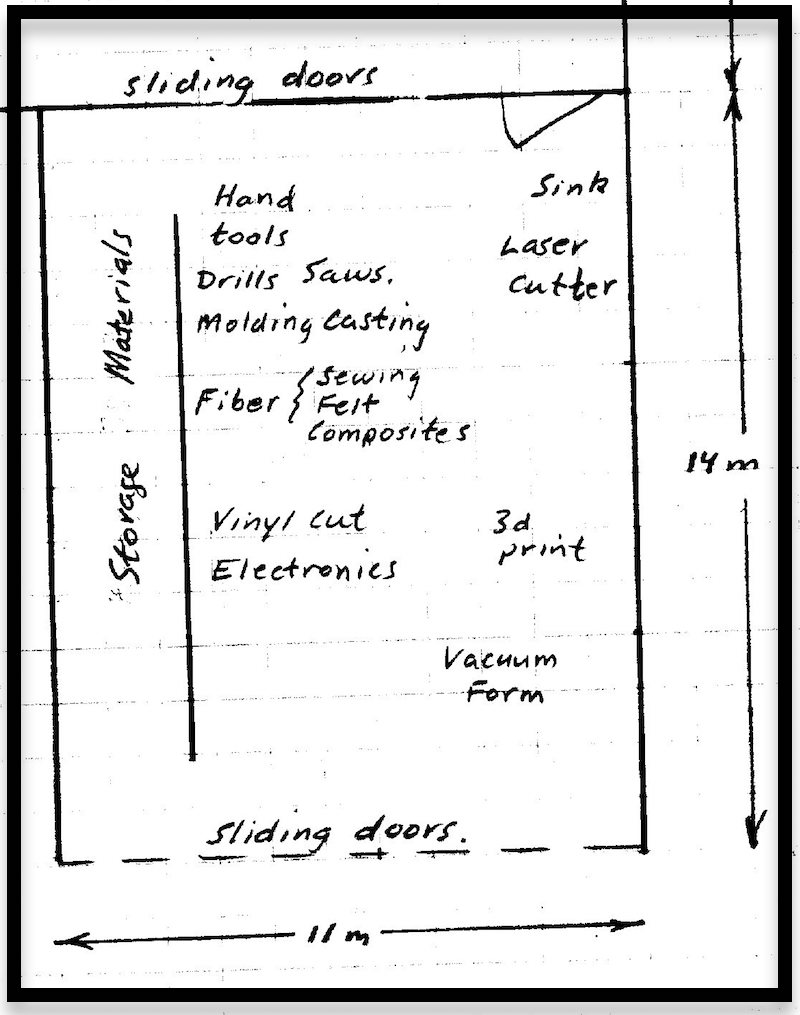 sliding doors
Hand
tools
Sink
Laser
Cutter
Drills Saws.
Molding Casting
Fiber { Sewing
Felt
Composites
Materials
Storage
Vinyl Cut
Electronics
3d
print
14 m
Vacuum
Form
sliding doors.
11 m